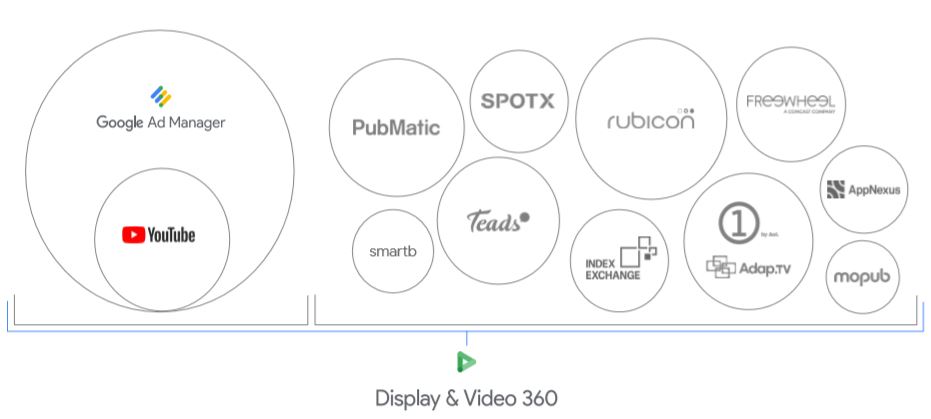 Google Ad Manager
YouTube
PubMatic
SPOTX
rubicon
FREEWHEEL
A COMCAST COMPANY
smartb
Teads
INDEX
EXCHANGE
1
by Aol.
Adap.TV
AppNexus
mopub
Display & Video 360